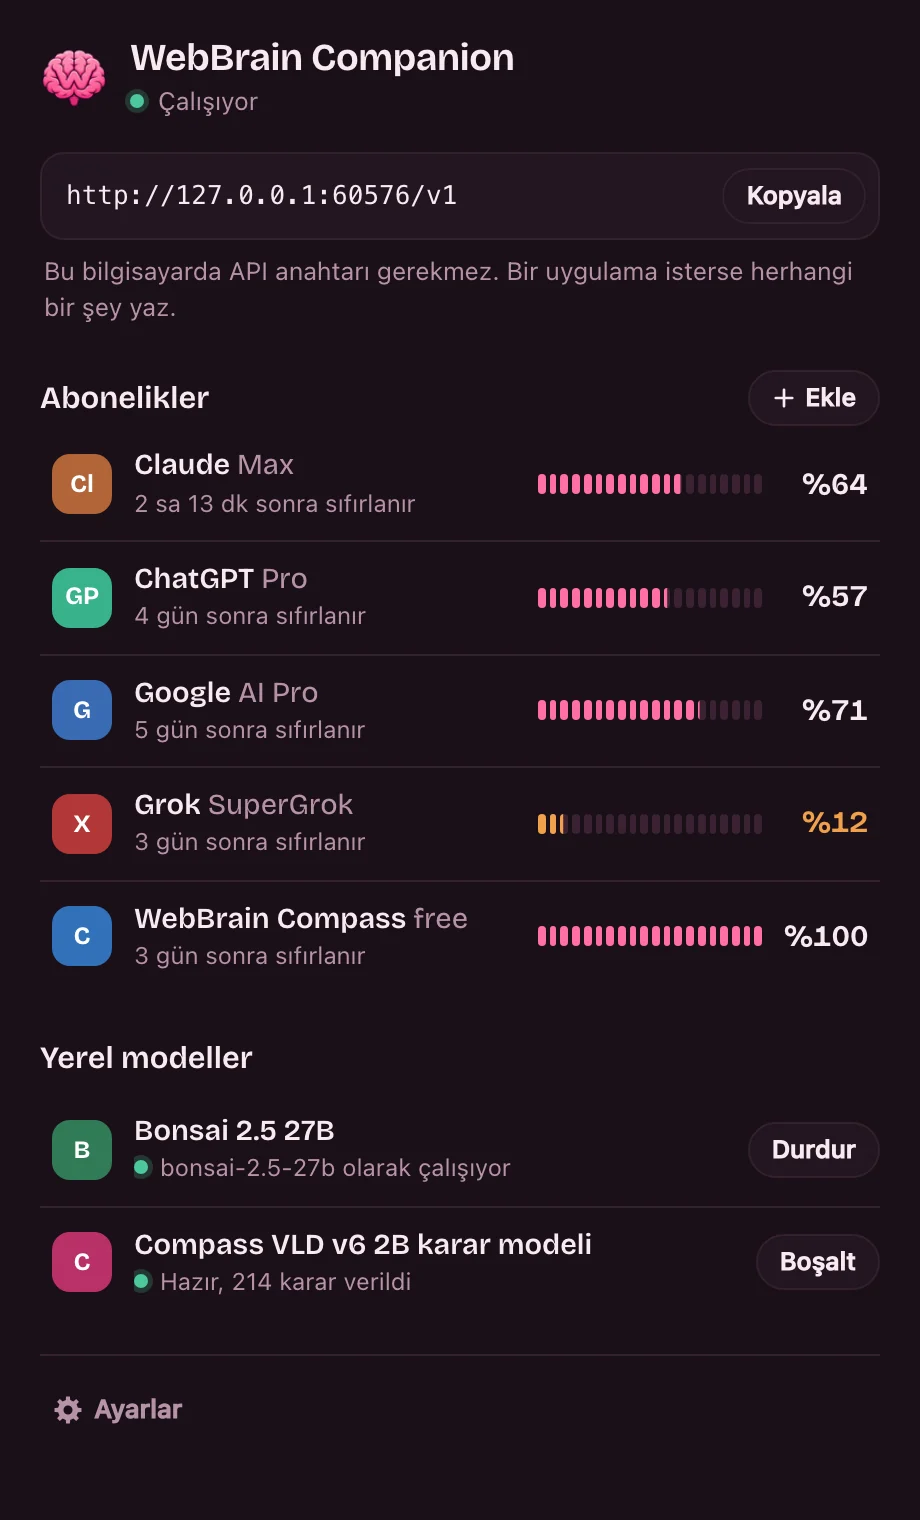 WebBrain Companion
Çalışıyor
http://127.0.0.1:60576/v1
Kopyala
Bu bilgisayarda API anahtarı gerekmez. Bir uygulama isterse herhangi
bir şey yaz.
Abonelikler
+ Ekle
Cl
Claude Max
2 sa 13 dk sonra sıfırlanır
%64
GP
ChatGPT Pro
4 gün sonra sıfırlanır
%57
G
Google AI Pro
5 gün sonra sıfırlanır
%71
X
Grok SuperGrok
3 gün sonra sıfırlanır
%12
C
WebBrain Compass free
3 gün sonra sıfırlanır
%100
Yerel modeller
B
Bonsai 2.5 27B
bonsai-2.5-27b olarak çalışıyor
Durdur
C
Compass VLD v6 2B karar modeli
Hazır, 214 karar verildi
Boşalt
Ayarlar